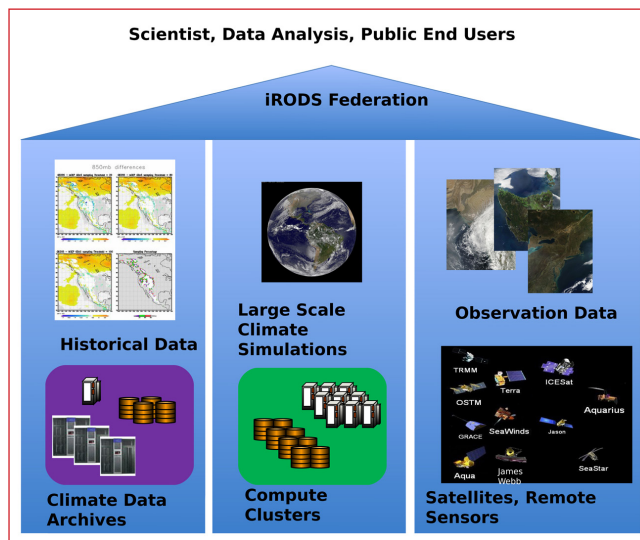 Scientist, Data Analysis, Public End Users
iRODS Federation
850mb differences
Historical Data
Climate Data
Archives
Large Scale
Climate
Simulations
Compute
Clusters
Observation Data
TRMM
Terra
ICESat
OSTM
Aquarius
GRACE
SeaWinds
Jason
Aqua
James
Webb
SeaStar
Satellites, Remote
Sensors